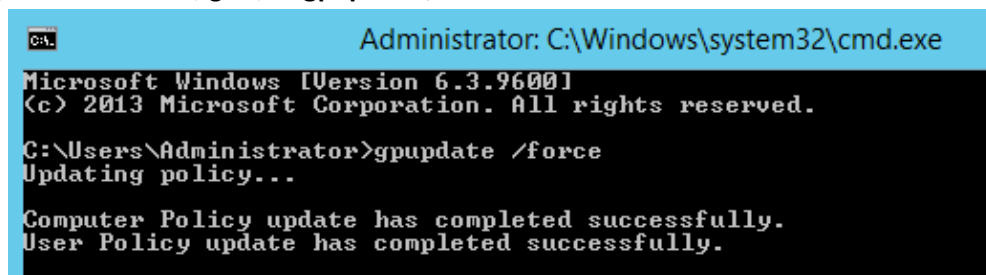 Administrator: C:\Windows\system32\cmd.exe
Microsoft Windows [Version 6.3.9600]
(c) 2013 Microsoft Corporation. All rights reserved.
C:\Users\Administrator>gpupdate /force
Updating policy...
Computer Policy update has completed successfully.
User Policy update has completed successfully.